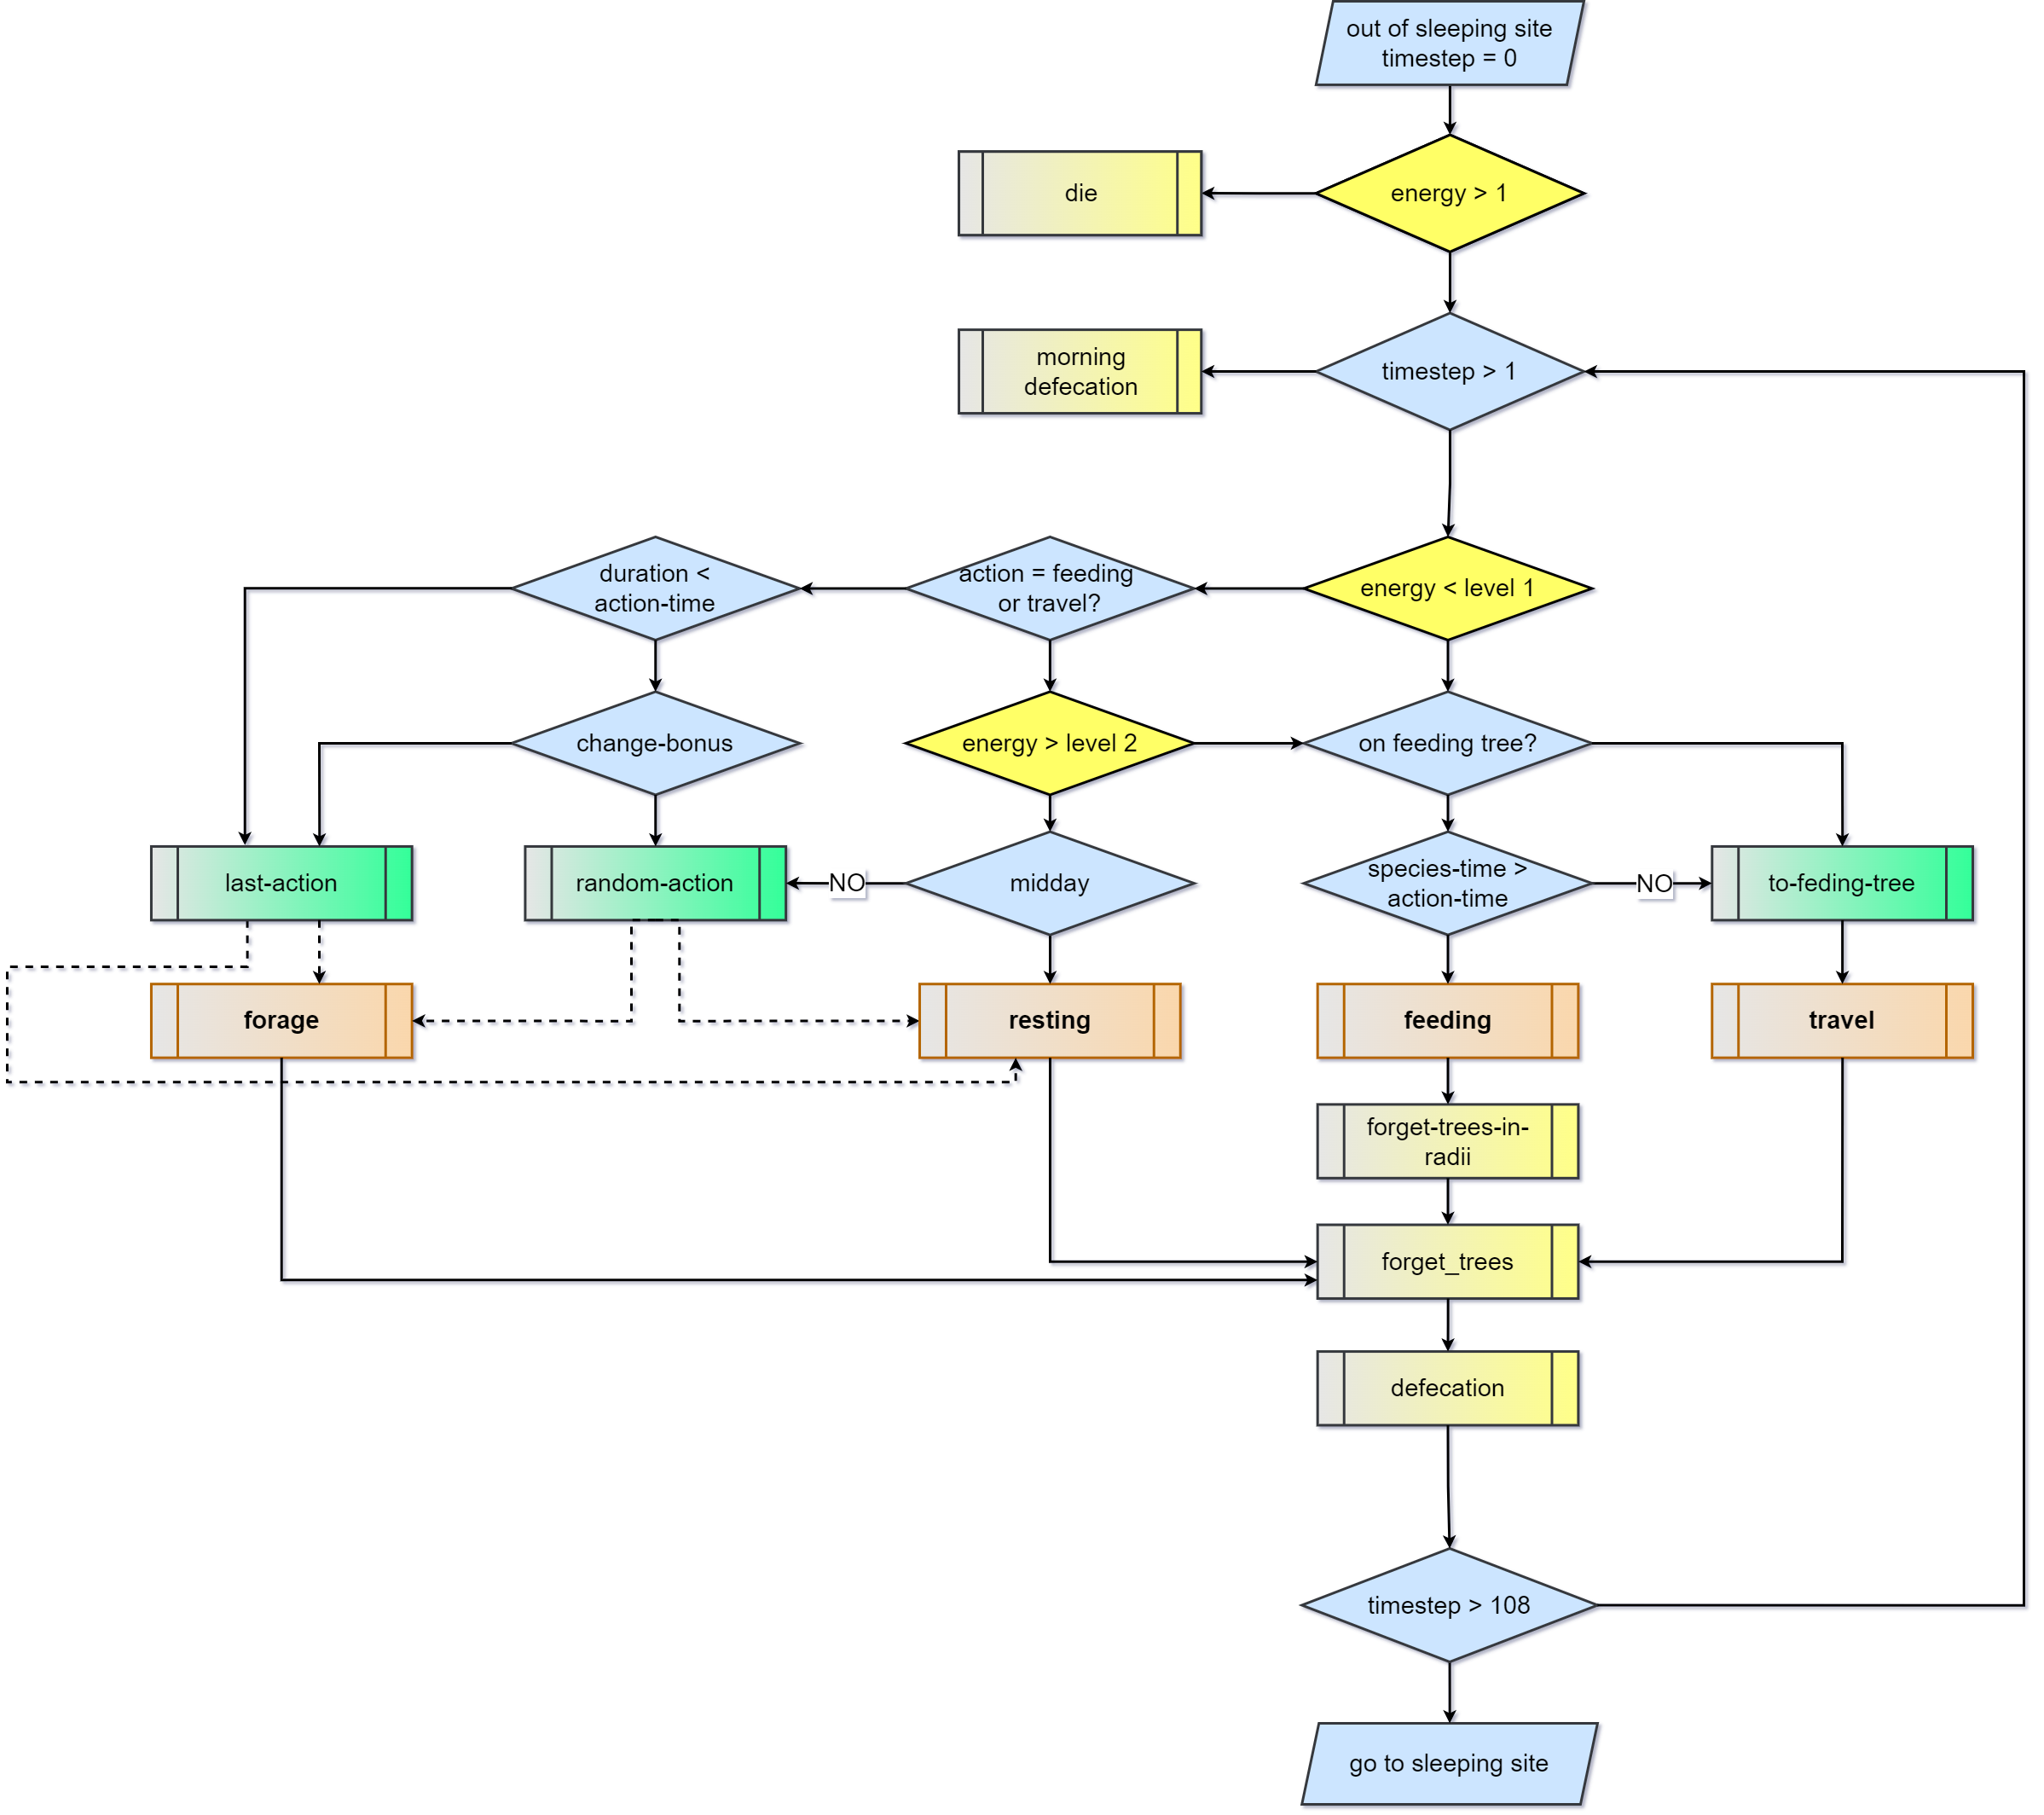 out of sleeping site
timestep = 0
die
energy > 1
morning
defecation
timestep > 1
duration <
action-time
action = feeding
or travel?
energy < level 1
change-bonus
energy > level 2
on feeding tree?
last-action
random-action
NO
midday
species-time >
action-time
NO
to-feding-tree
forage
resting
feeding
travel
forget-trees-in-
radii
forget_trees
defecation
timestep > 108
go to sleeping site